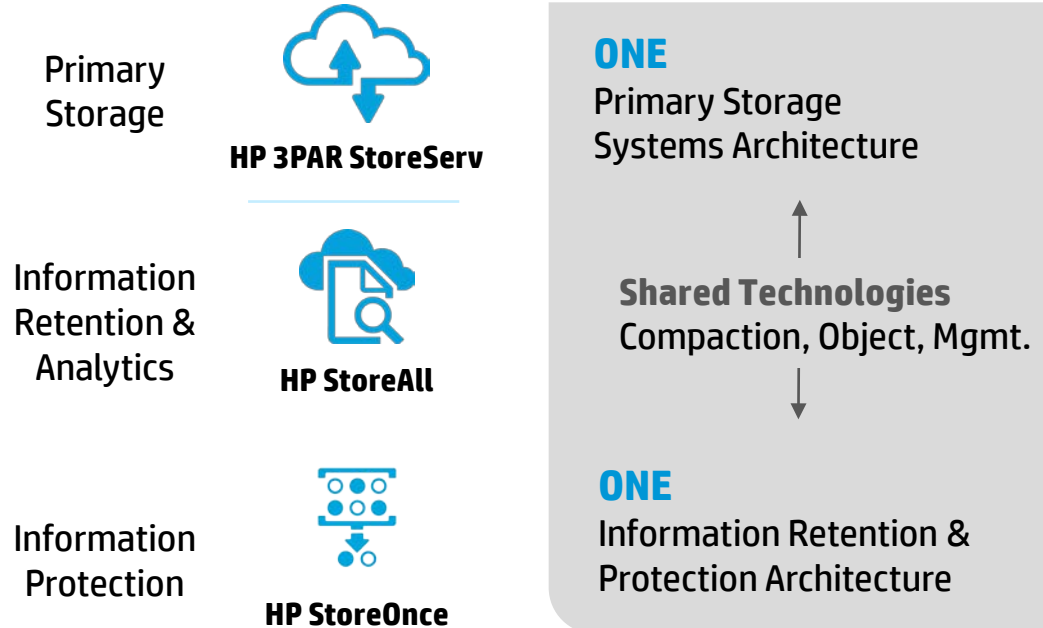 Primary
Storage
HP 3PAR StoreServ
Information
Retention &
Analytics
HP StoreAll
Information
Protection
HP StoreOnce
ONE
Primary Storage
Systems Architecture
Shared Technologies
Compaction, Object, Mgmt.
ONE
Information Retention &
Protection Architecture